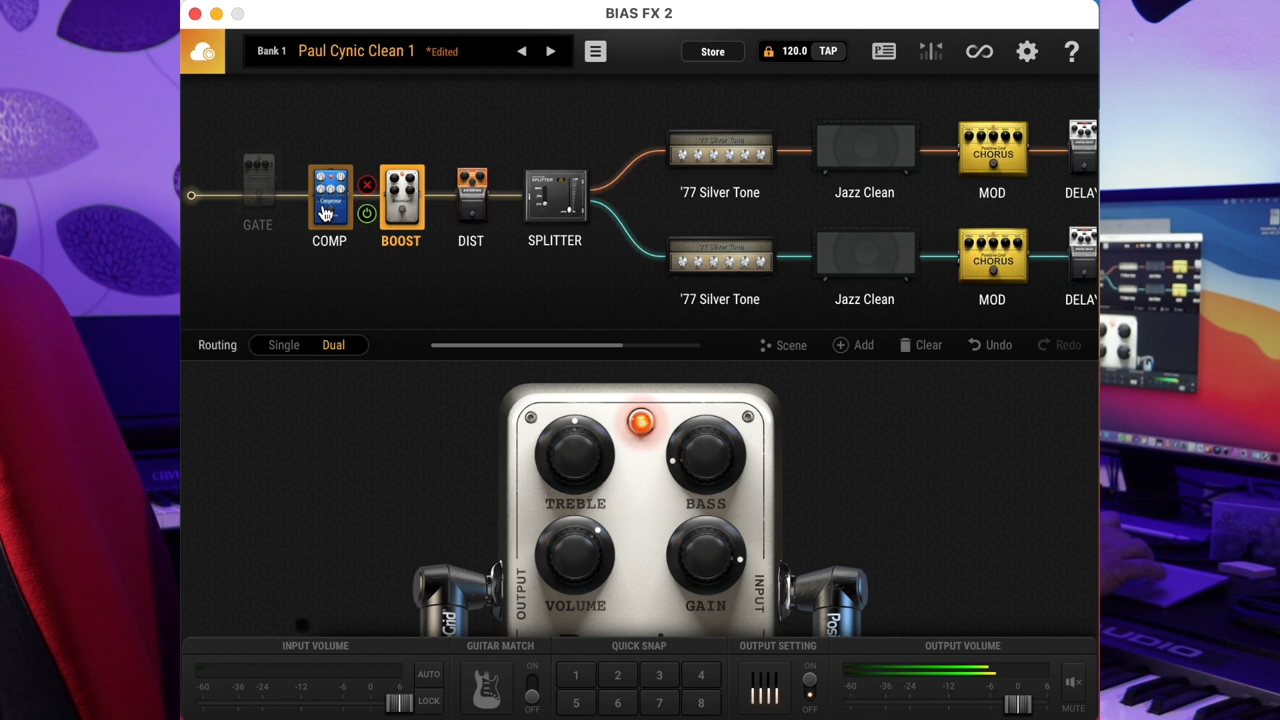 BIAS FX 2
Bank 1 Paul Cynic Clean 1 *Edited
Store
120.0 TAP
GATE
COMP
BOOST
DIST
SPLITTER
'77 Silver Tone
Jazz Clean
CHORUS
MOD
DELAY
'77 Silver Tone
Jazz Clean
CHORUS
MOD
DELAY
Routing Single Dual
Scene Add Clear Undo Redo
TREBLE BASS
VOLUME GAIN
OUTPUT
INPUT
Grid
Posi
INPUT VOLUME
-60 -36 -24 -12 -6 0 6
AUTO
LOCK
GUITAR MATCH
ON
OFF
QUICK SNAP
1 2 3 4
5 6 7 8
OUTPUT SETTING
ON
OFF
OUTPUT VOLUME
-60 -36 -24 -12 -6 0 6
MUTE